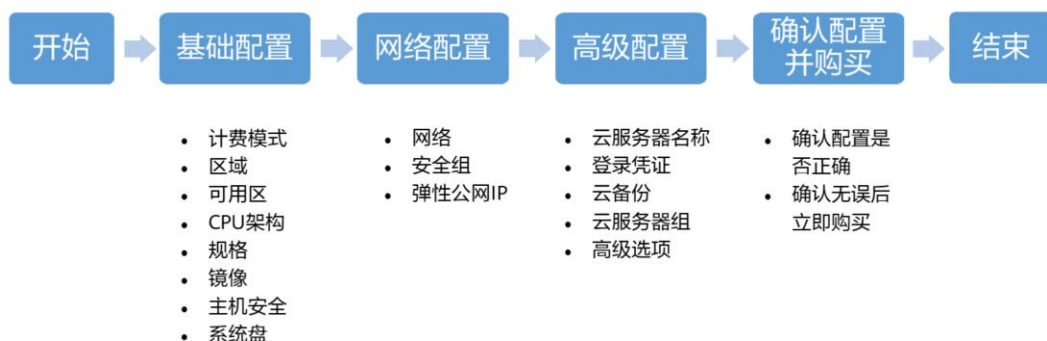 开始
基础配置
网络配置
高级配置
确认配置
并购买
结束
• 计费模式
• 区域
• 可用区
• CPU架构
• 规格
• 镜像
• 主机安全
• 系统盘
• 网络
• 安全组
• 弹性公网IP
• 云服务器名称
• 登录凭证
• 云备份
• 云服务器组
• 高级选项
• 确认配置是
否正确
• 确认无误后
立即购买